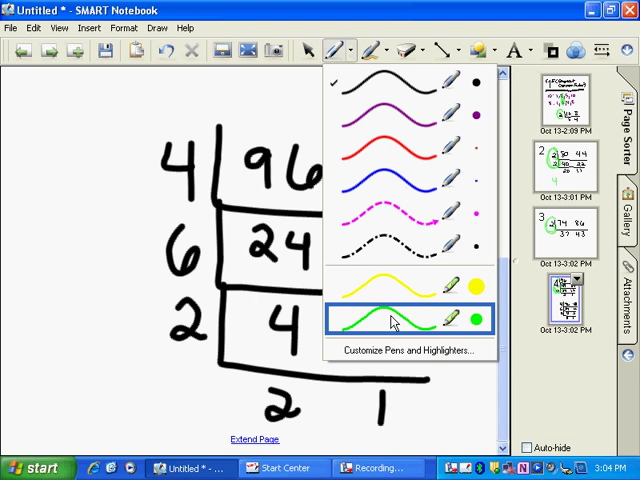 Untitled * - SMART Notebook
File Edit View Insert Format Draw Help
4 96
6 24
2 4
2 1
Customize Pens and Highlighters...
Extend Page
Oct 13-2:09 PM
2
Oct 13-3:01 PM
3
Oct 13-3:02 PM
Oct 13-3:02 PM
Page Sorter
Gallery
Attachments
Auto-hide
start
Untitled * - ...
Start Center
Recording...
3:04 PM